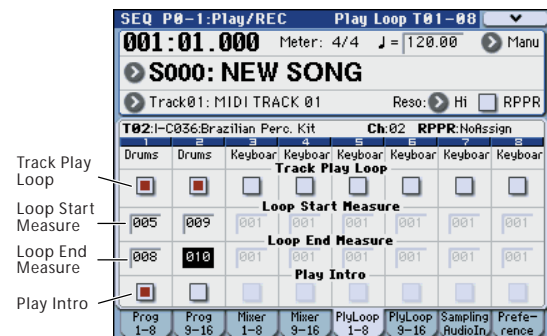 SEQ P0-1:Play/REC Play Loop T01-08
001:01.000 Meter: 4/4 ♩= 120.00 Manu
S000: NEW SONG
Track01: MIDI TRACK 01 Reso: Hi RPPR
T02:I-C036:Brazilian Perc. Kit Ch:02 RPPR:NoAssign
1 2 3 4 5 6 7 8
Drums Drums Keyboar Keyboar Keyboar Keyboar Keyboar Keyboar
Track Play Loop
Track Play Loop
Loop Start Measure
Loop Start Measure
005 009 001 001 001 001 001 001
Loop End Measure
Loop End Measure
008 010 001 001 001 001 001 001
Play Intro
Play Intro
Prog 1-8 Prog 9-16 Mixer 1-8 Mixer 9-16 PlyLoop 1-8 PlyLoop 9-16 Sampling AudioIn Prefe-rence